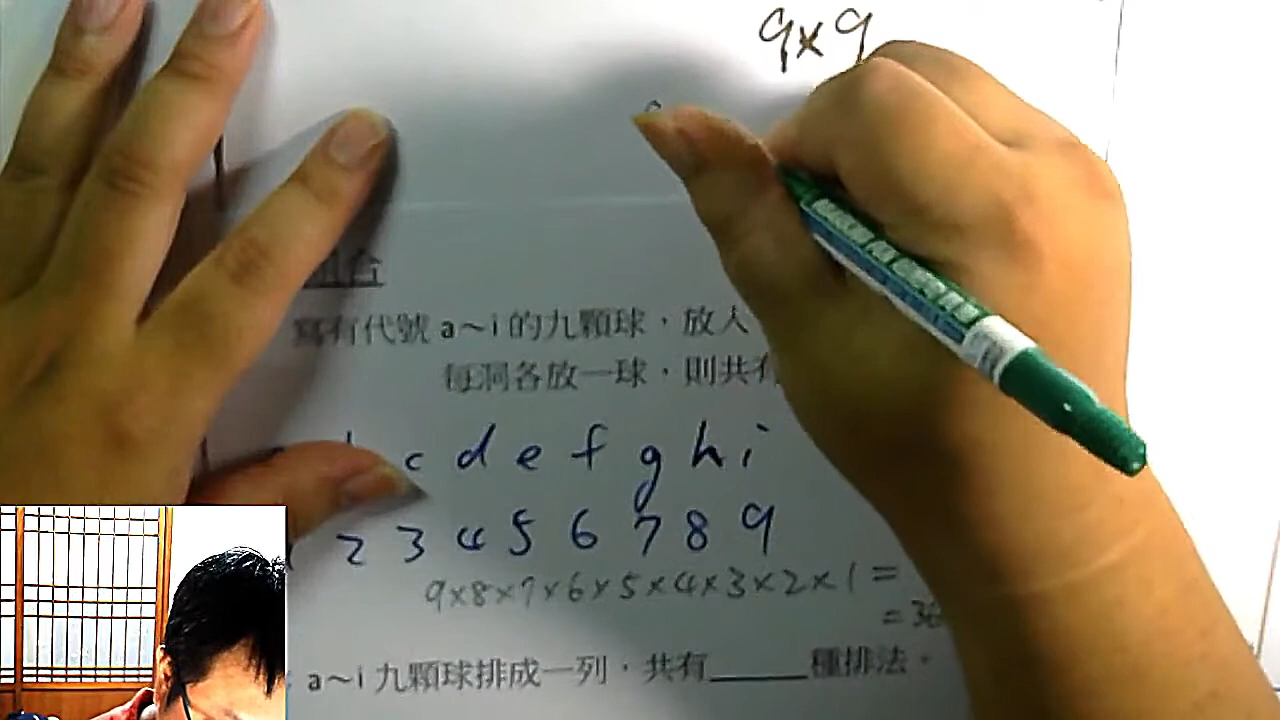 9×9
組合
寫有代號 a～i 的九顆球，放入
每洞各放一球，則共有
c d e f g h i
2 3 4 5 6 7 8 9
9×8×7×6×5×4×3×2×1=
=36
a～i 九顆球排成一列，共有______種排法。